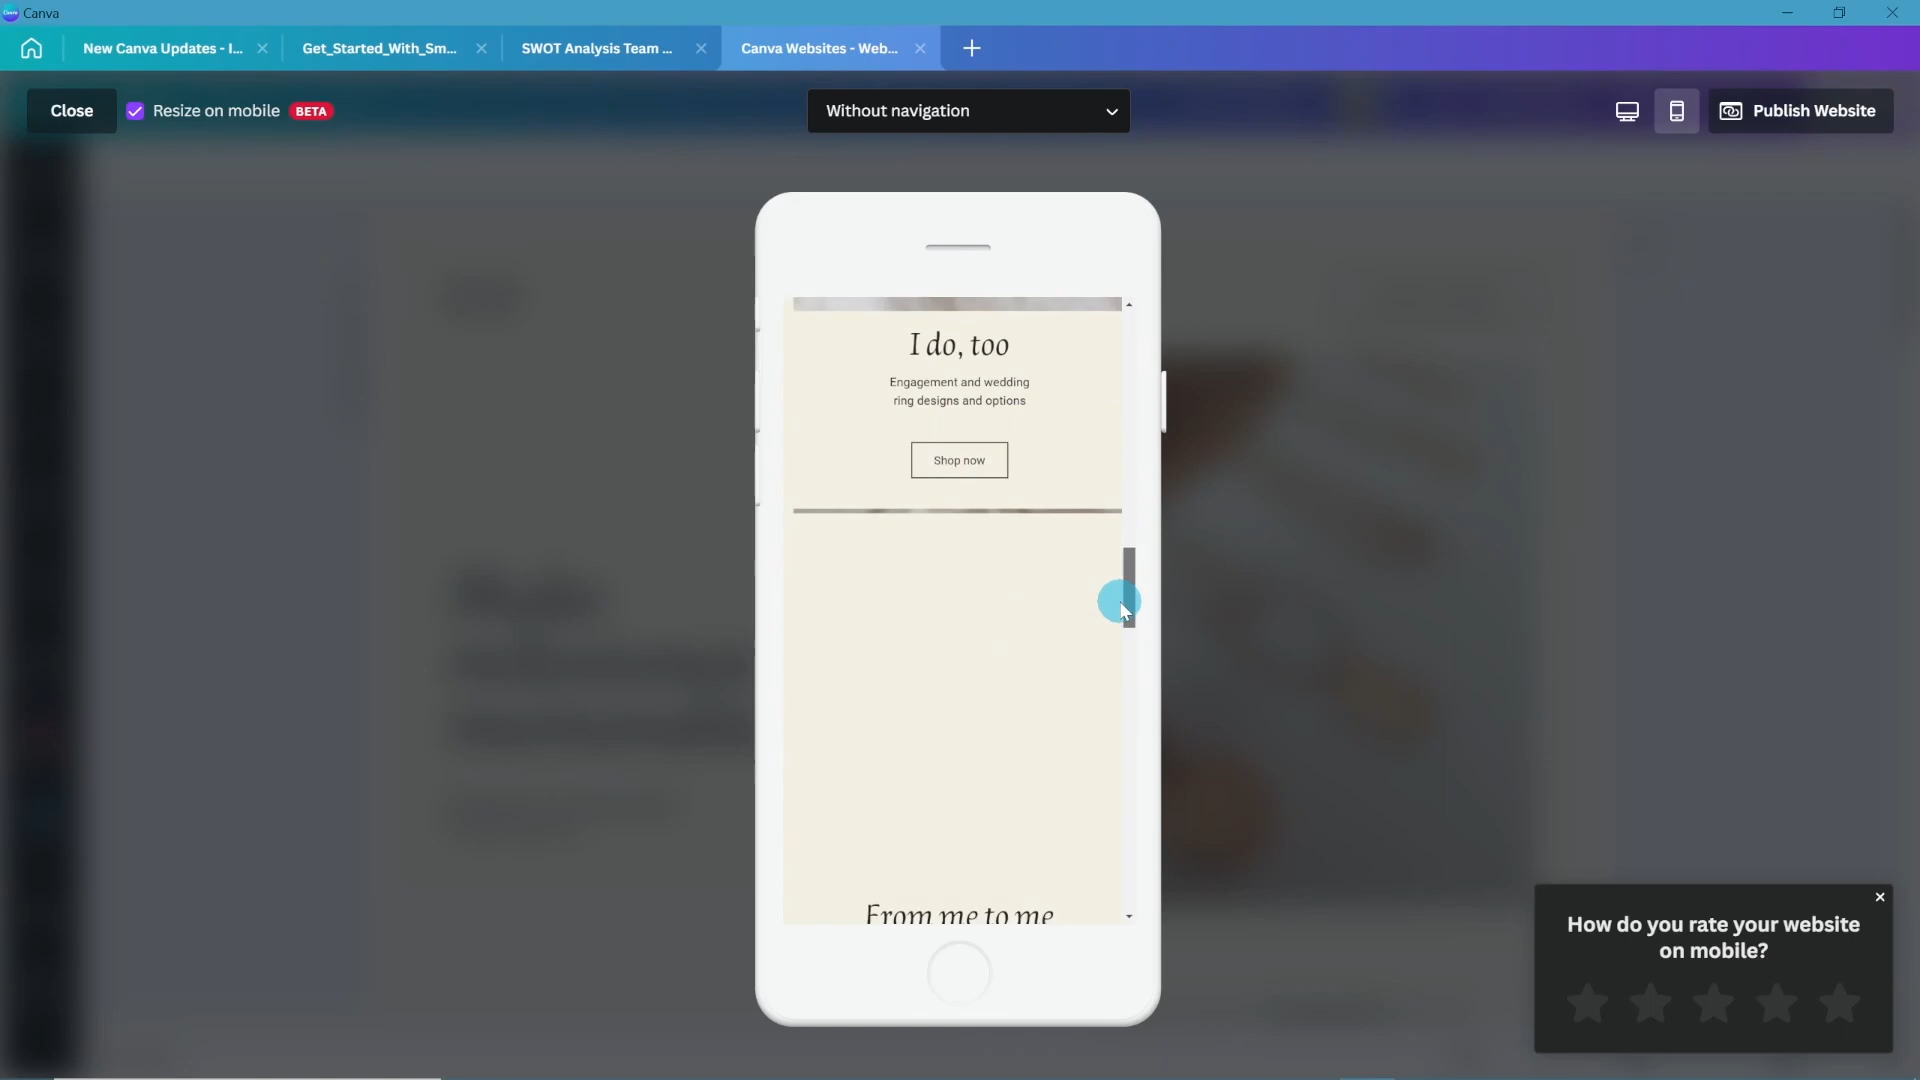 Canva
New Canva Updates - I...
Get_Started_With_Sm...
SWOT Analysis Team ...
Canva Websites - Web...
Close
Resize on mobile BETA
Without navigation
Publish Website
I do, too
Engagement and wedding
ring designs and options
Shop now
From me to me
How do you rate your website
on mobile?